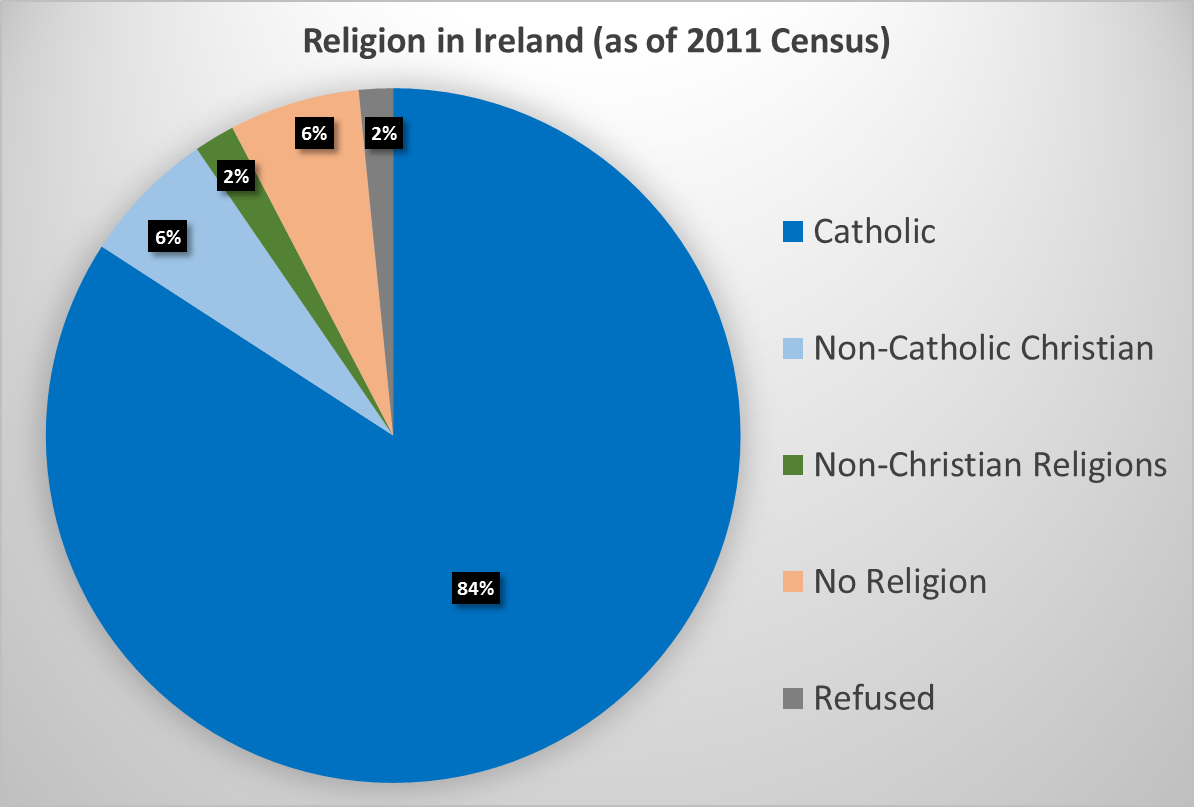 Religion in Ireland (as of 2011 Census)
6%
2%
2%
6%
84%
Catholic
Non-Catholic Christian
Non-Christian Religions
No Religion
Refused